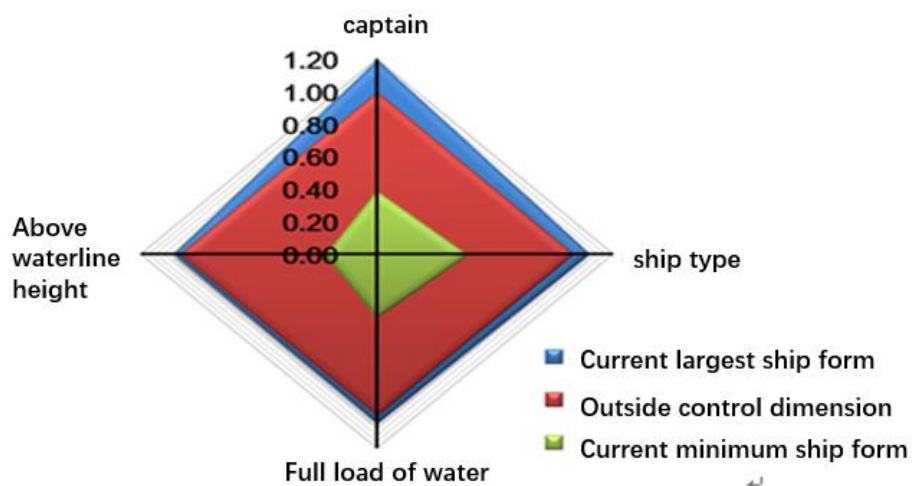 captain
1.20
1.00
0.80
0.60
0.40
0.20
0.00
Above
waterline
height
ship type
Current largest ship form
Outside control dimension
Current minimum ship form
Full load of water